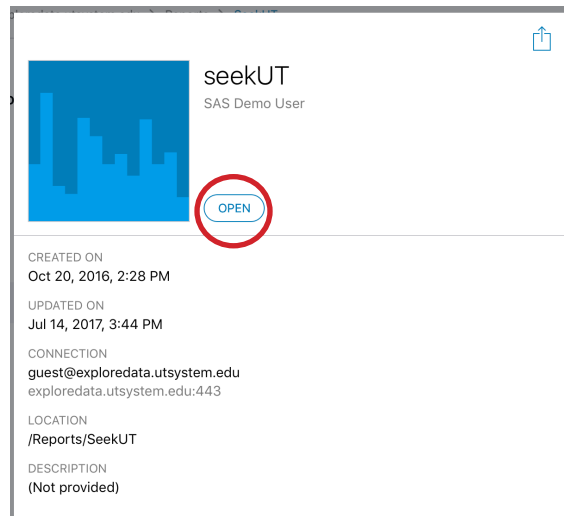 seekUT
SAS Demo User
OPEN
CREATED ON
Oct 20, 2016, 2:28 PM
UPDATED ON
Jul 14, 2017, 3:44 PM
CONNECTION
guest@exploredata.utsystem.edu
exploredata.utsystem.edu:443
LOCATION
/Reports/SeekUT
DESCRIPTION
(Not provided)